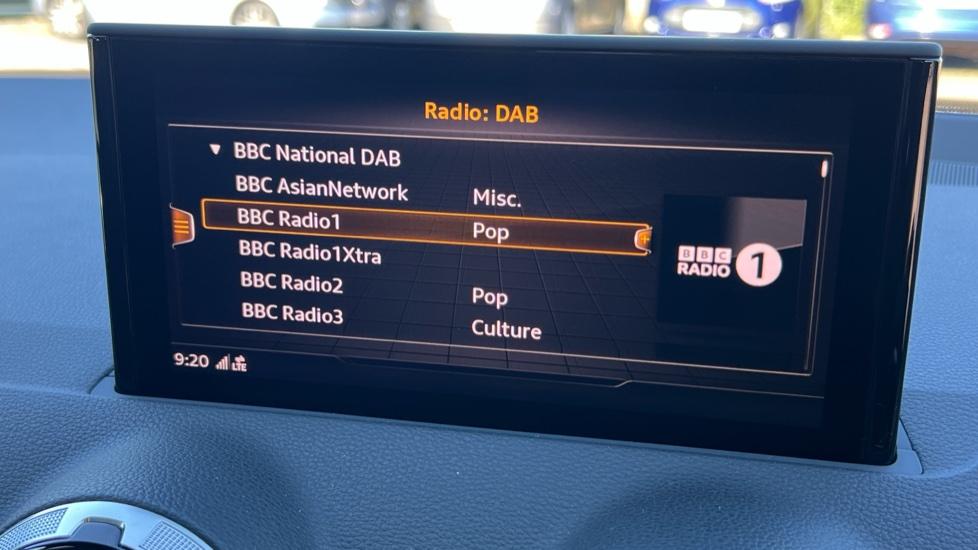 Radio: DAB
▼ BBC National DAB
BBC AsianNetwork Misc.
BBC Radio1 Pop
BBC Radio1Xtra
BBC Radio2 Pop
BBC Radio3 Culture
BBC
RADIO 1
9:20 LTE